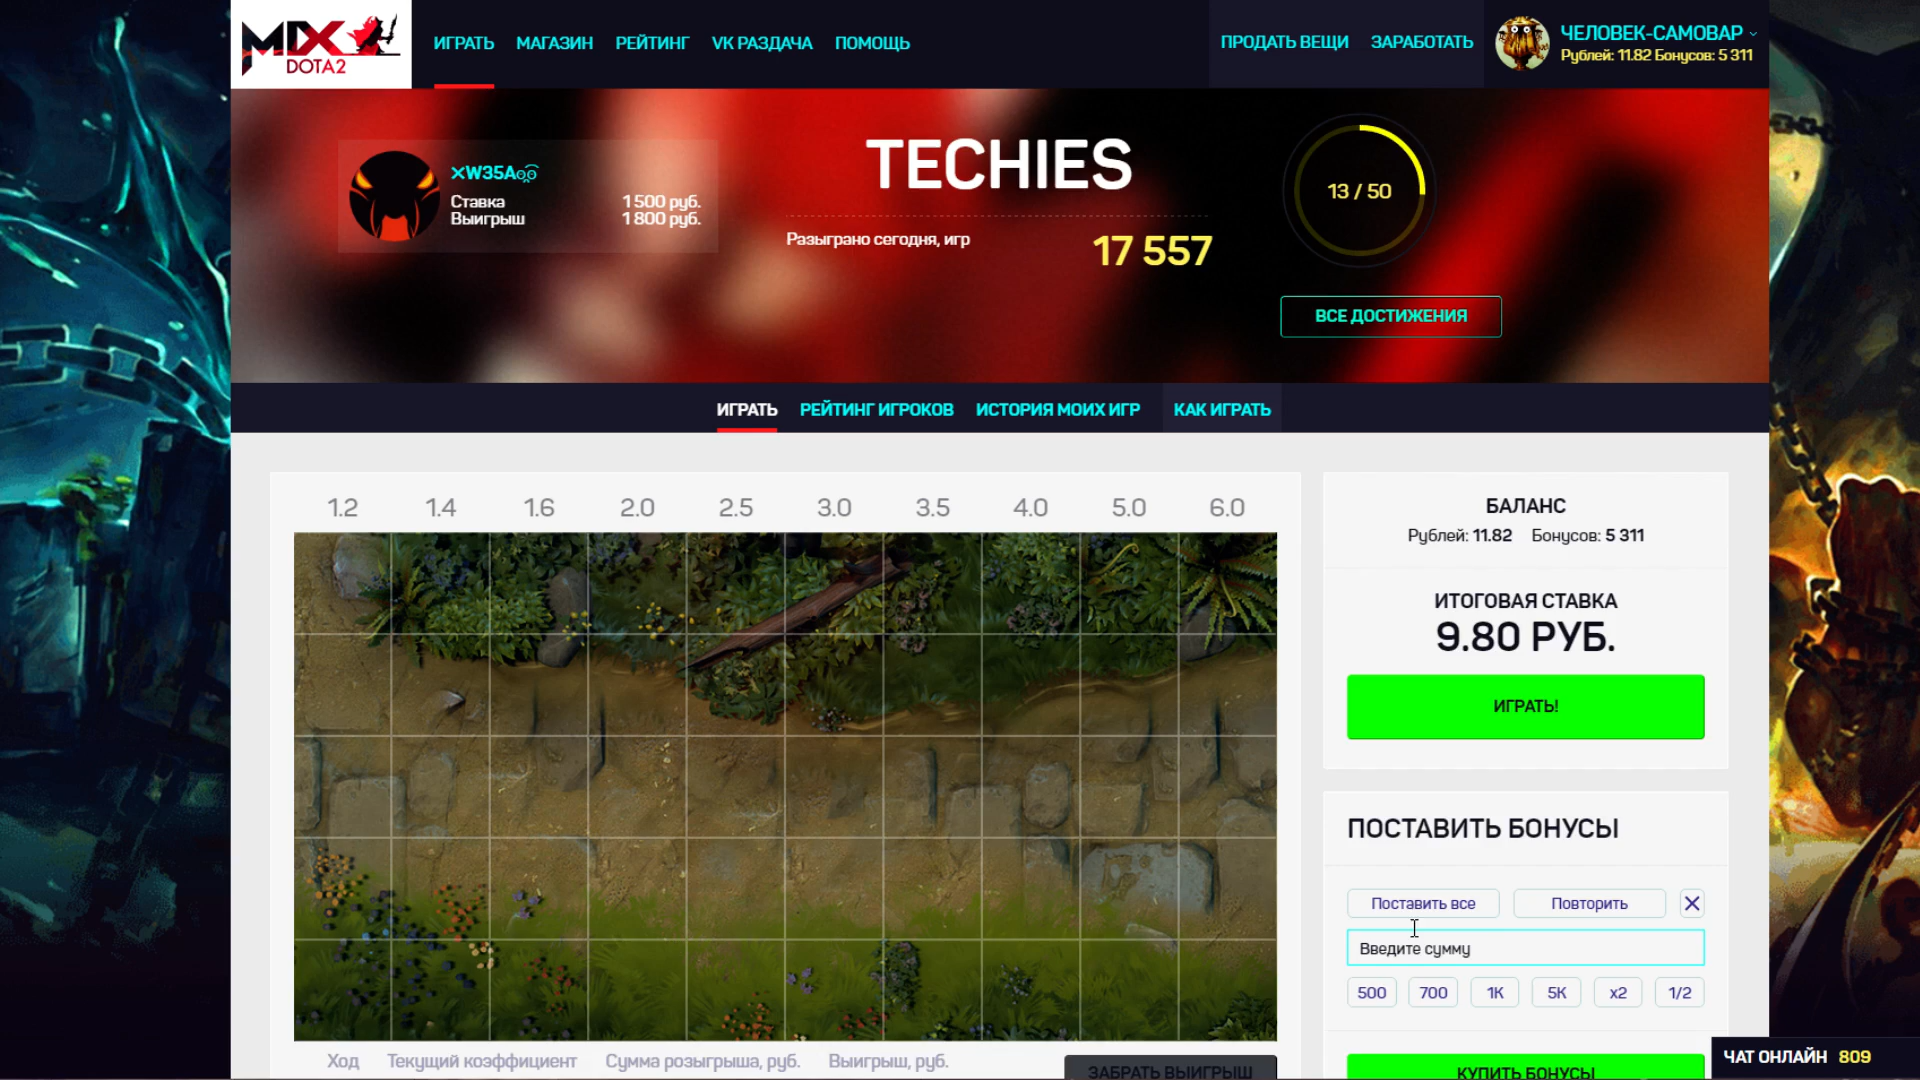 MIX
DOTA2
ИГРАТЬ МАГАЗИН РЕЙТИНГ VK РАЗДАЧА ПОМОЩЬ
ПРОДАТЬ ВЕЩИ ЗАРАБОТАТЬ
ЧЕЛОВЕК-САМОВАР
Рублей: 11.82 Бонусов: 5 311
Ставка 1 500 руб.
Выигрыш 1 800 руб.
TECHIES
Разыграно сегодня, игр 17 557
13 / 50
ВСЕ ДОСТИЖЕНИЯ
ИГРАТЬ РЕЙТИНГ ИГРОКОВ ИСТОРИЯ МОИХ ИГР КАК ИГРАТЬ
1.2 1.4 1.6 2.0 2.5 3.0 3.5 4.0 5.0 6.0
Ход Текущий коэффициент Сумма розыгрыша, руб. Выигрыш, руб.
ЗАБРАТЬ ВЫИГРЫШ
БАЛАНС
Рублей: 11.82 Бонусов: 5 311
ИТОГОВАЯ СТАВКА
9.80 РУБ.
ИГРАТЬ!
ПОСТАВИТЬ БОНУСЫ
Поставить все Повторить
Введите сумму
500 700 1K 5K x2 1/2
КУПИТЬ БОНУСЫ
ЧАТ ОНЛАЙН 809